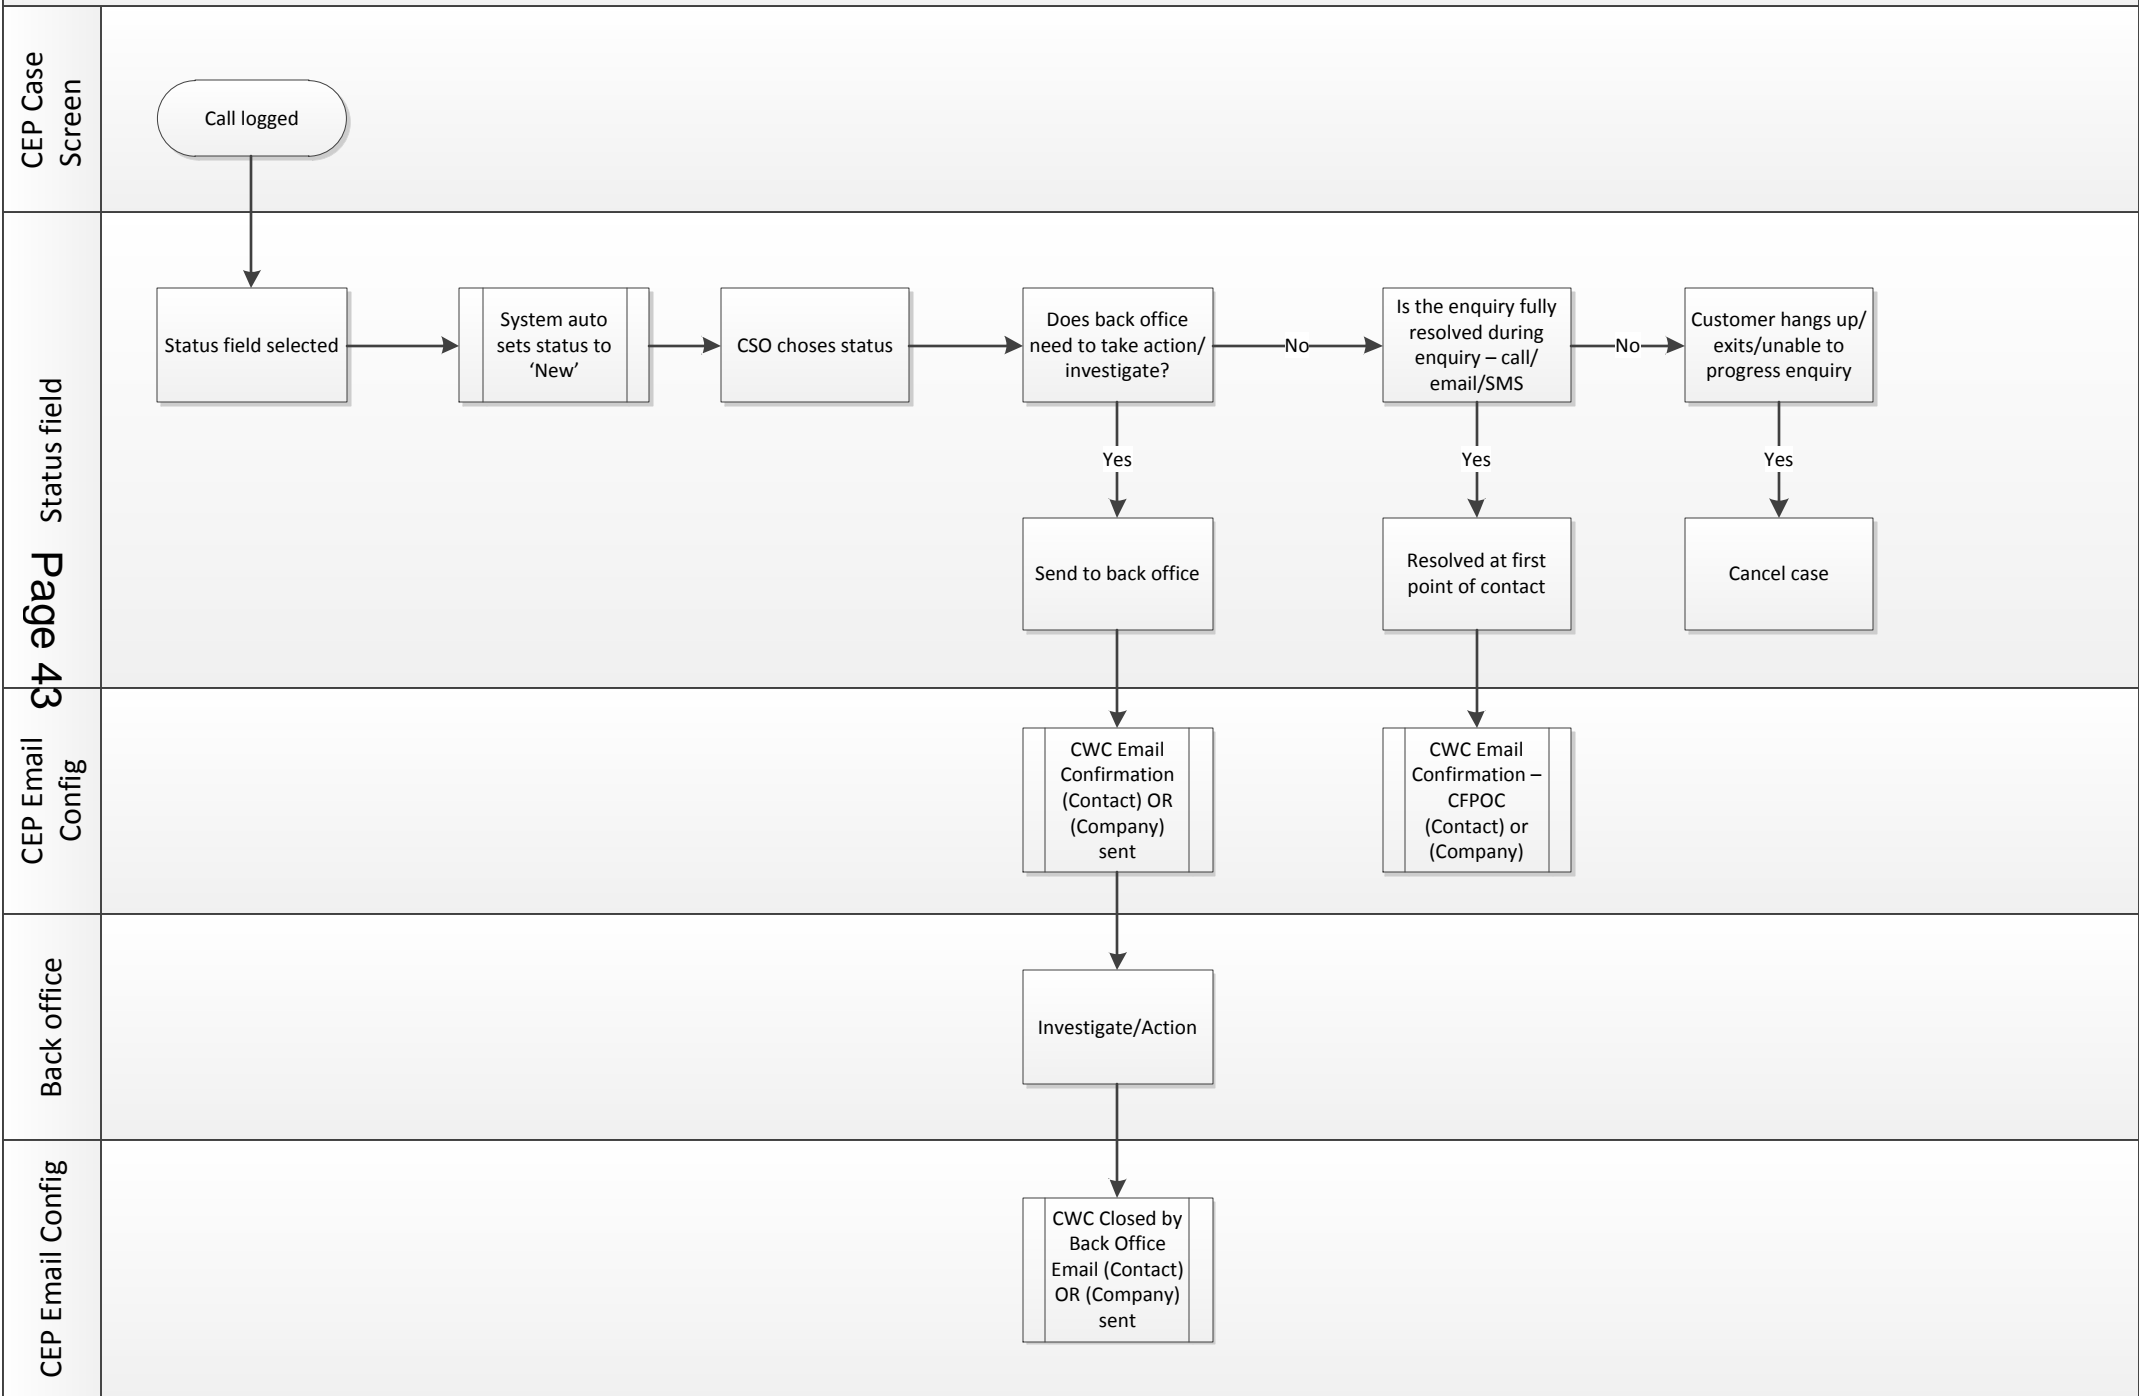 CEP Case
Screen
Call logged
Status field
Status field selected
System auto
sets status to
‘New’
CSO choses status
Does back office
need to take action/
investigate?
No
Is the enquiry fully
resolved during
enquiry – call/
email/SMS
No
Customer hangs up/
exits/unable to
progress enquiry
Yes
Yes
Yes
Send to back office
Resolved at first
point of contact
Cancel case
Page 43
CEP Email
Config
CWC Email
Confirmation
(Contact) OR
(Company)
sent
CWC Email
Confirmation –
CFPOC
(Contact) or
(Company)
Back office
Investigate/Action
CEP Email Config
CWC Closed by
Back Office
Email (Contact)
OR (Company)
sent